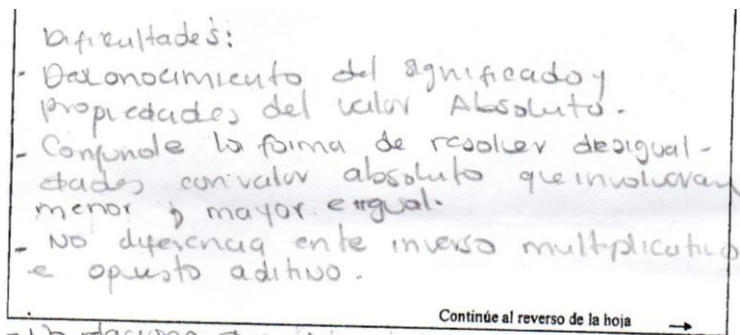 Dificultades:
- Desconocimiento del significado y
propiedades del valor Absoluto.
- Confunde la forma de resolver desigual-
dades con valor absoluto que involucran
menor y mayor e igual.
- No diferencia ente inverso multiplicativo
e opuesto aditivo.
Continúe al reverso de la hoja →